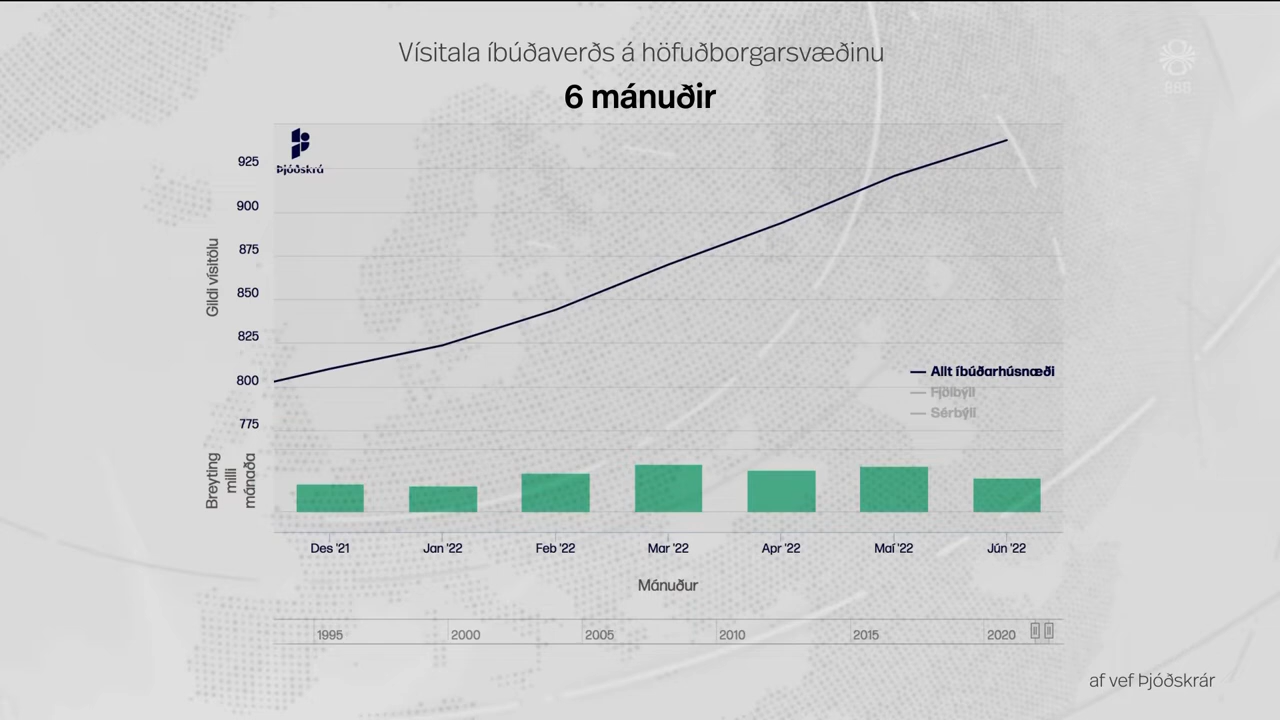 Vísitala íbúðaverðs á höfuðborgarsvæðinu
888
6 mánuðir
Þjóðskrá
925
900
875
850
825
800
775
Gildi vísitölu
Allt íbúðarhúsnæði
Fjölbýli
Sérbýli
Breyting
milli
mánaða
Des '21 Jan '22 Feb '22 Mar '22 Apr '22 Maí '22 Jún '22
Mánuður
1995 2000 2005 2010 2015 2020
af vef Þjóðskrár